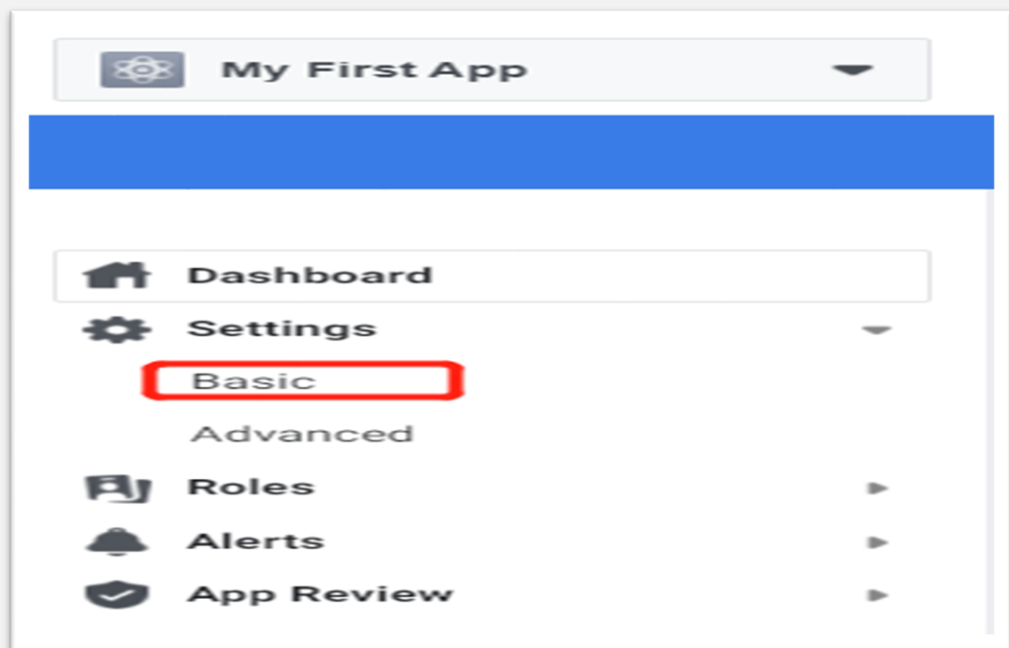 My First App
Dashboard
Settings
Basic
Advanced
Roles
Alerts
App Review